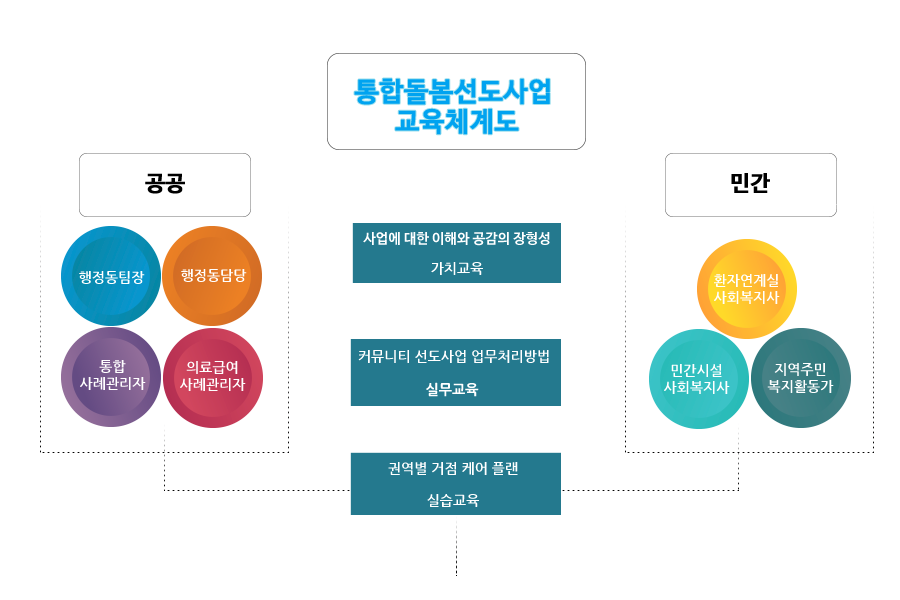 통합돌봄선도사업
교육체계도
공공
민간
행정동팀장
행정동담당
통합
사례관리자
의료급여
사례관리자
사업에 대한 이해와 공감의 장형성
가치교육
커뮤니티 선도사업 업무처리방법
실무교육
권역별 거점 케어 플랜
실습교육
환자연계실
사회복지사
민간시설
사회복지사
지역주민
복지활동가